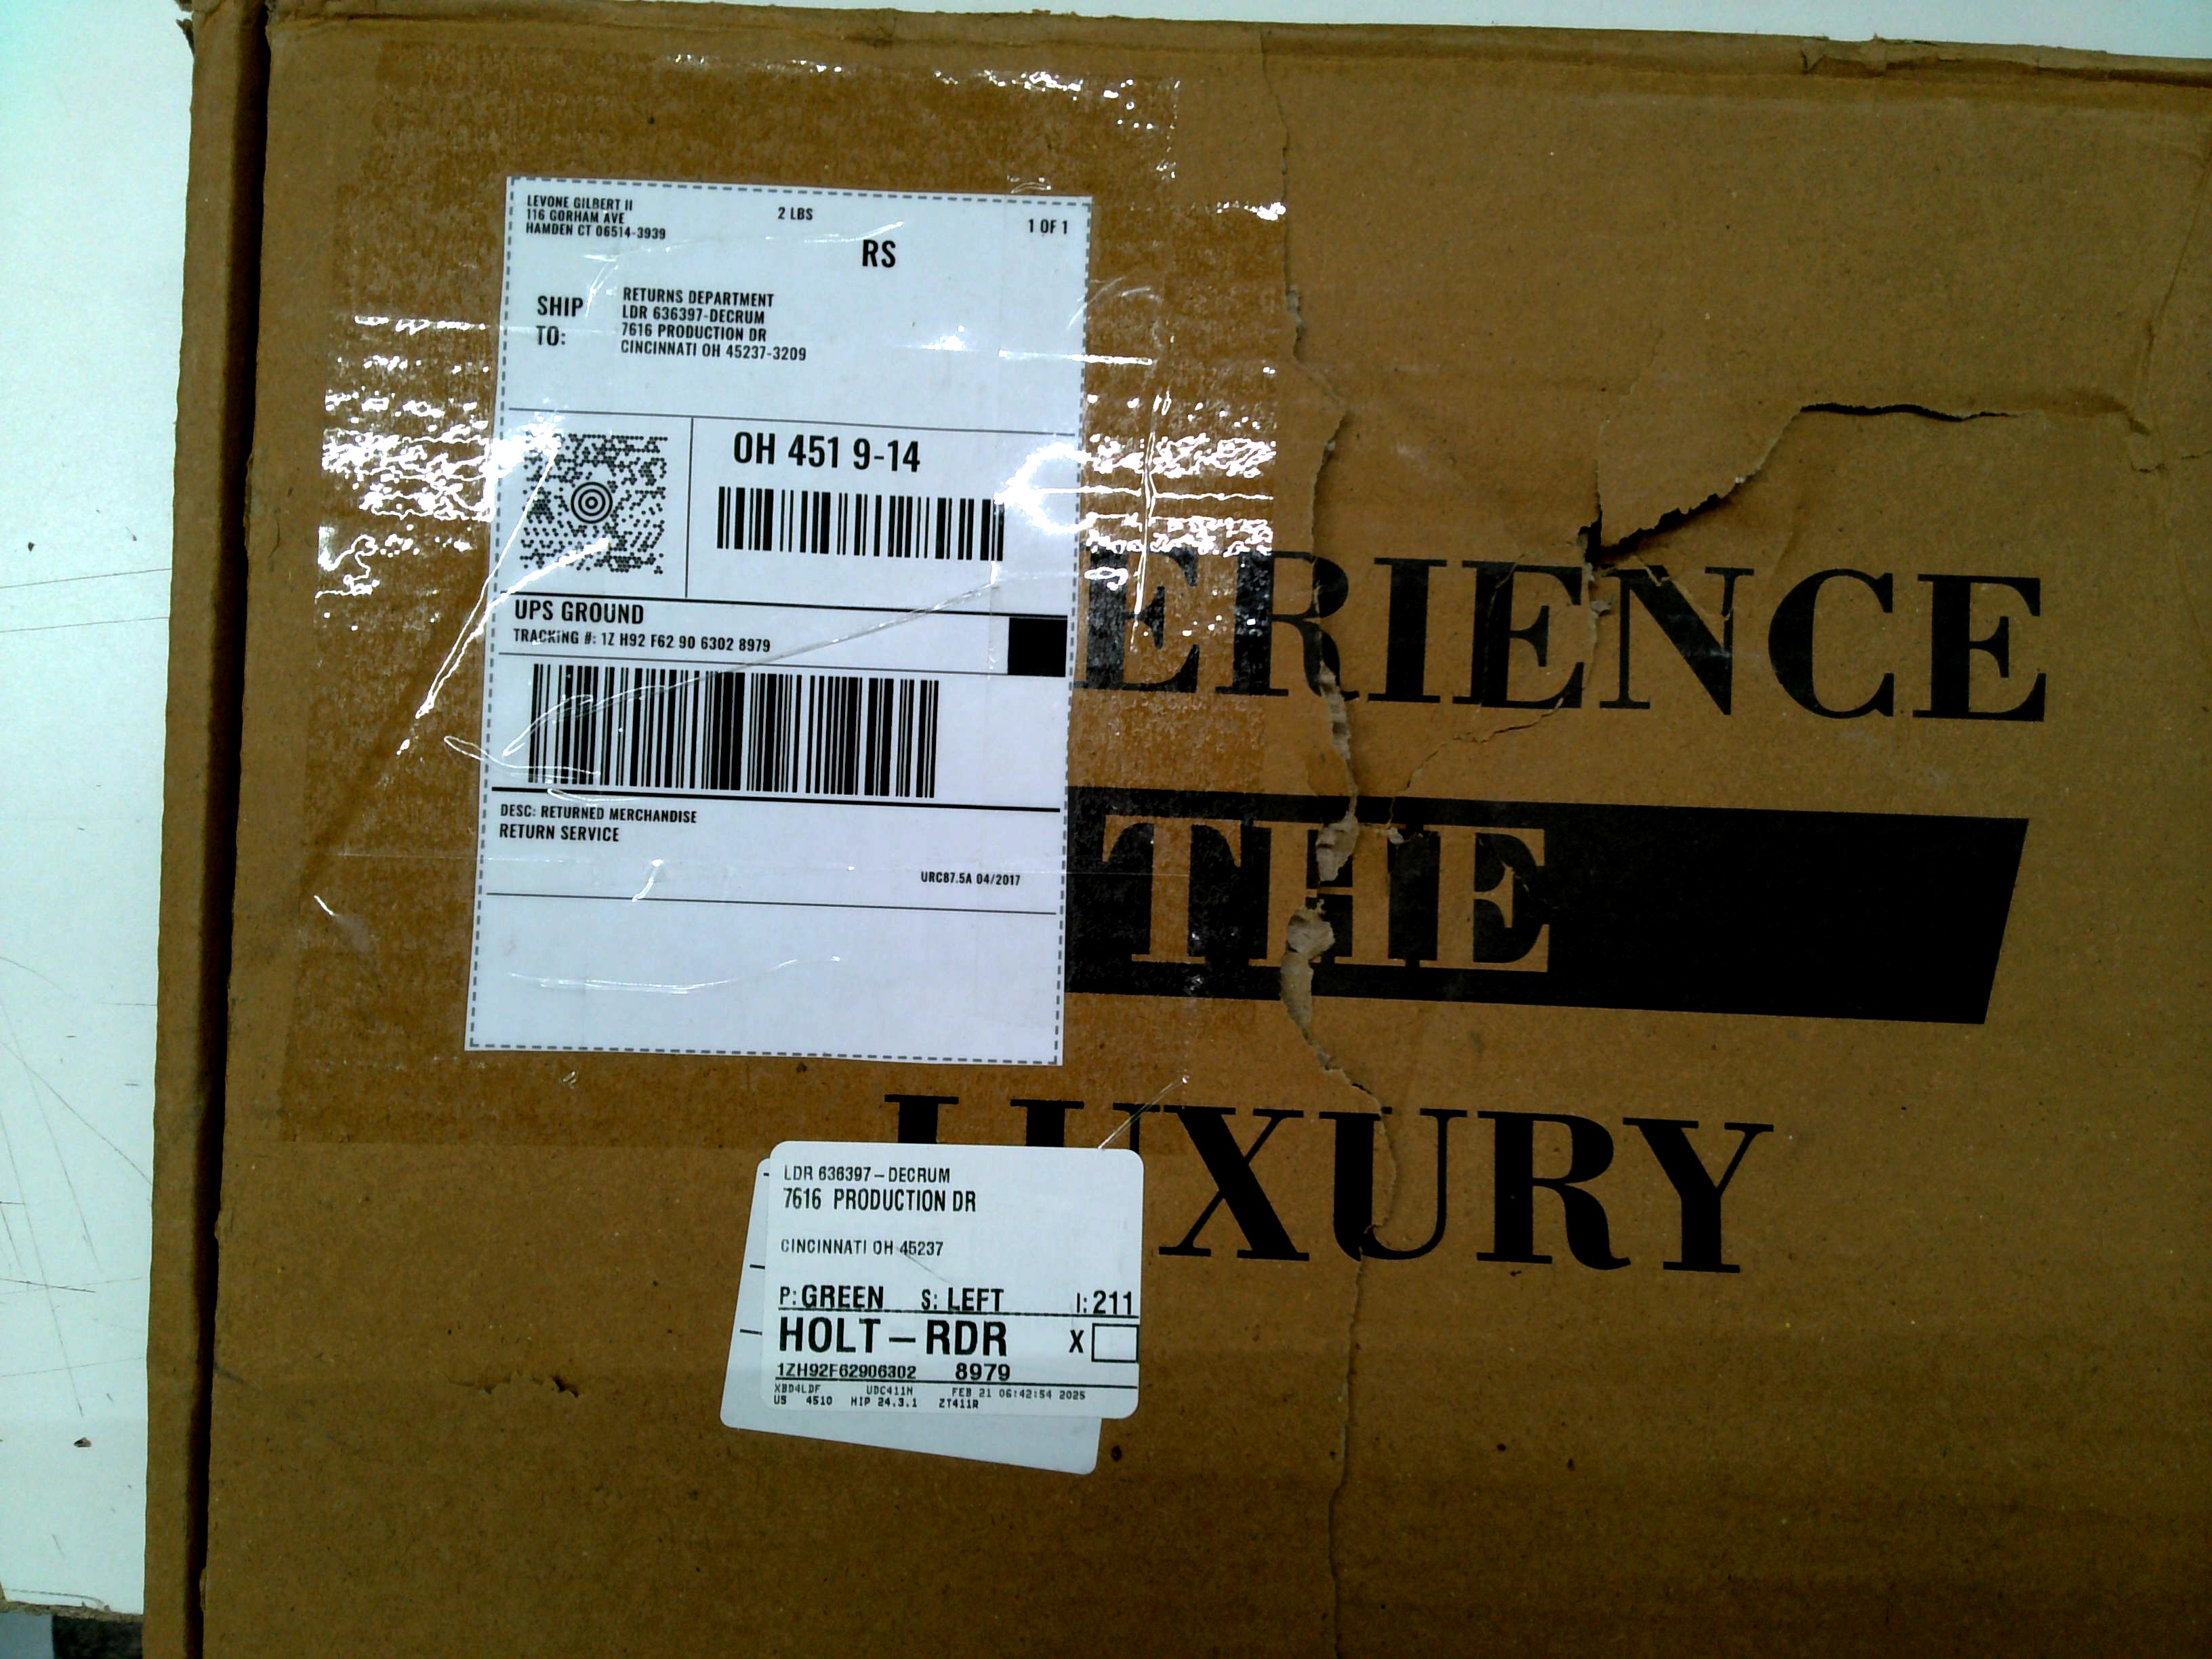 LEVONE GILBERT II
116 GORHAM AVE
HAMDEN CT 06514-3939
2 LBS
1 OF 1
RS
SHIP TO:
RETURNS DEPARTMENT
LDR 636397-DECRUM
7616 PRODUCTION DR
CINCINNATI OH 45237-3209
OH 451 9-14
UPS GROUND
TRACKING #: 1Z H92 F62 90 6302 8979
DESC: RETURNED MERCHANDISE
RETURN SERVICE
URC87.5A 04/2017
ERIENCE
THE
LUXURY
LDR 636397-DECRUM
7616 PRODUCTION DR
CINCINNATI OH 45237
P: GREEN S: LEFT I: 211
HOLT-RDR X
1ZH92F62906302 8979
XBD4LDF UDC411N FEB 21 06:42:54 2025
US 4510 HIP 24.3.1 ZT411R